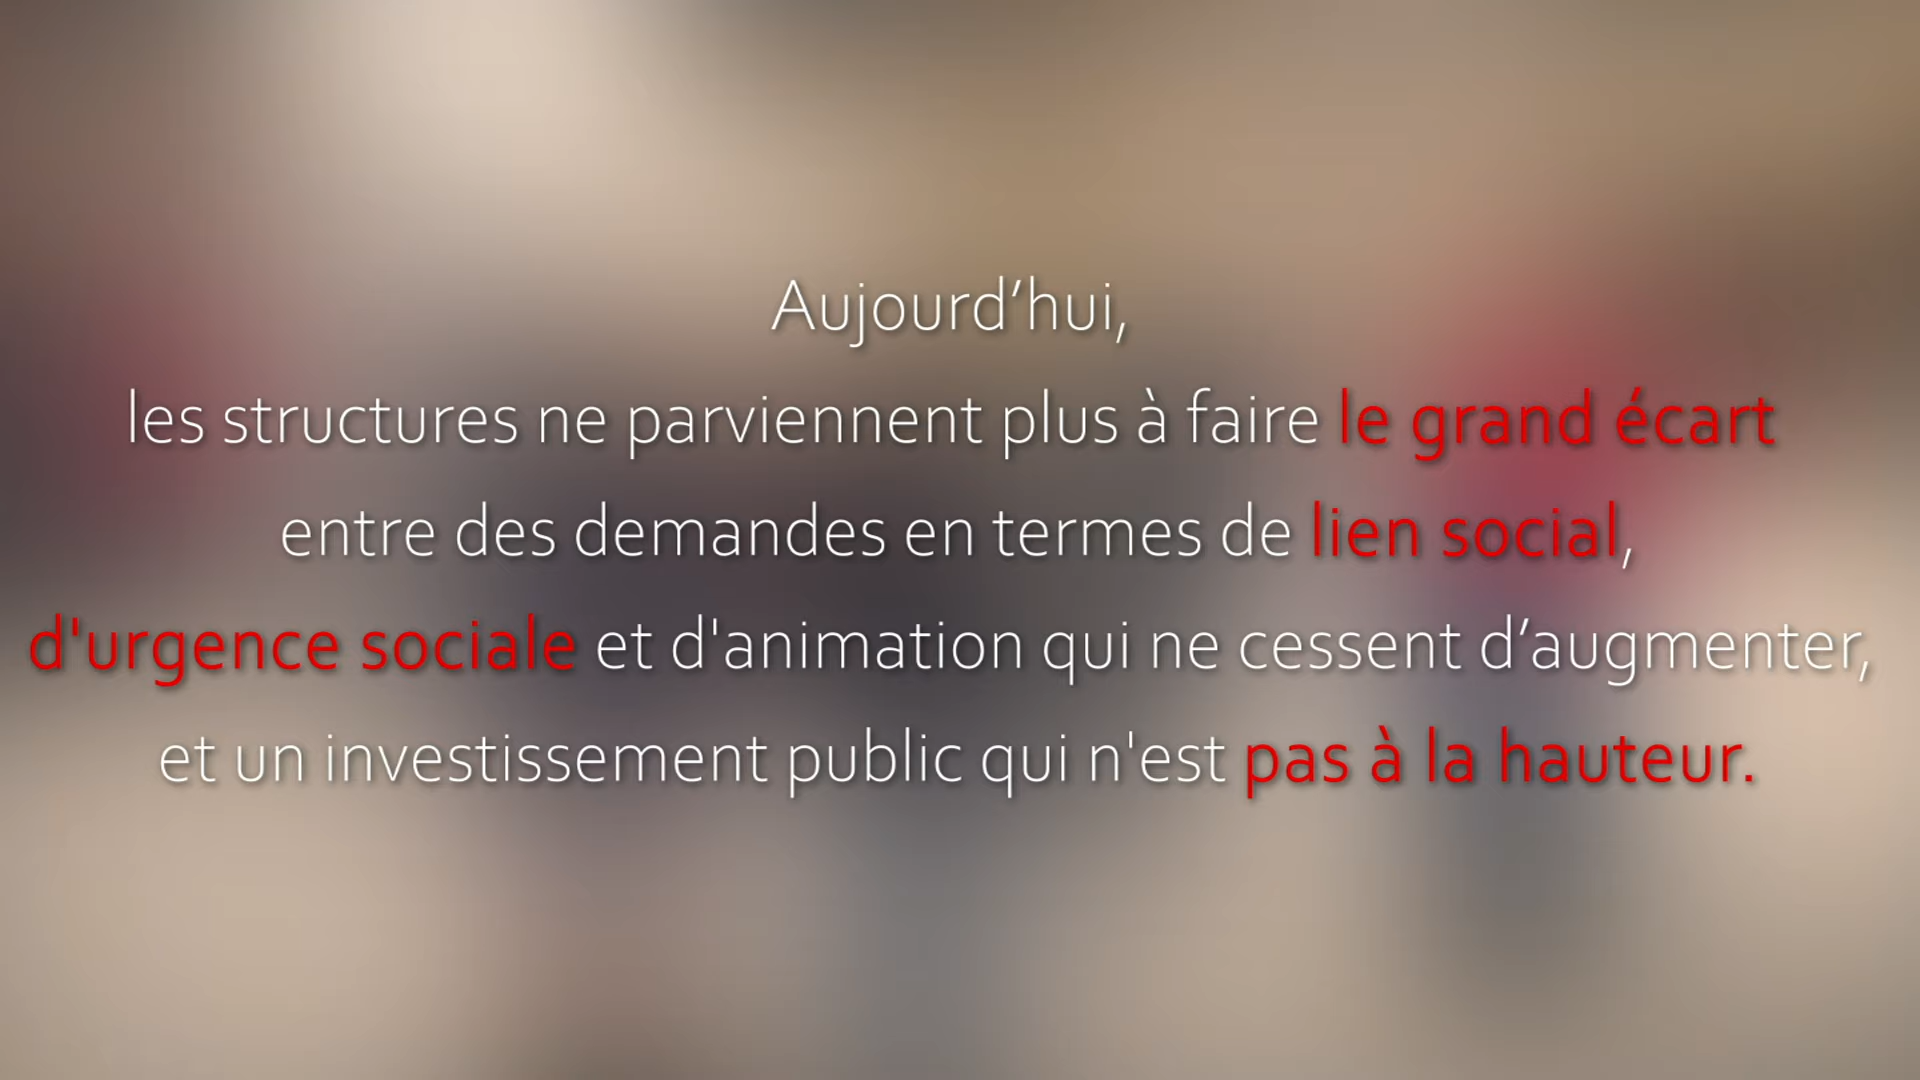 Aujourd’hui,
les structures ne parviennent plus à faire le grand écart
entre des demandes en termes de lien social,
d'urgence sociale et d'animation qui ne cessent d’augmenter,
et un investissement public qui n'est pas à la hauteur.